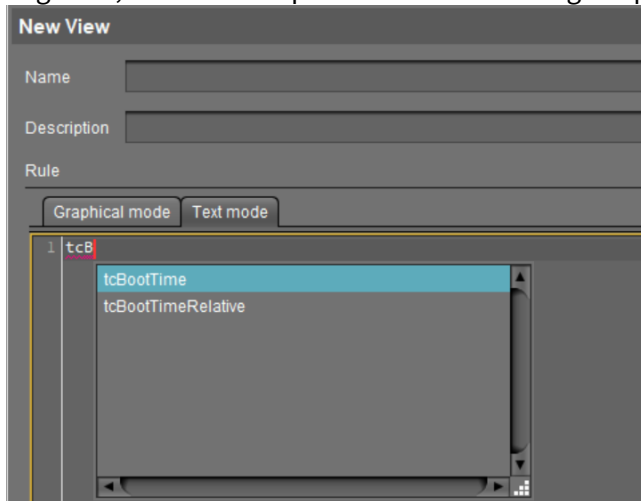 New View
Name
Description
Rule
Graphical mode Text mode
1 tcB
tcBootTime
tcBootTimeRelative